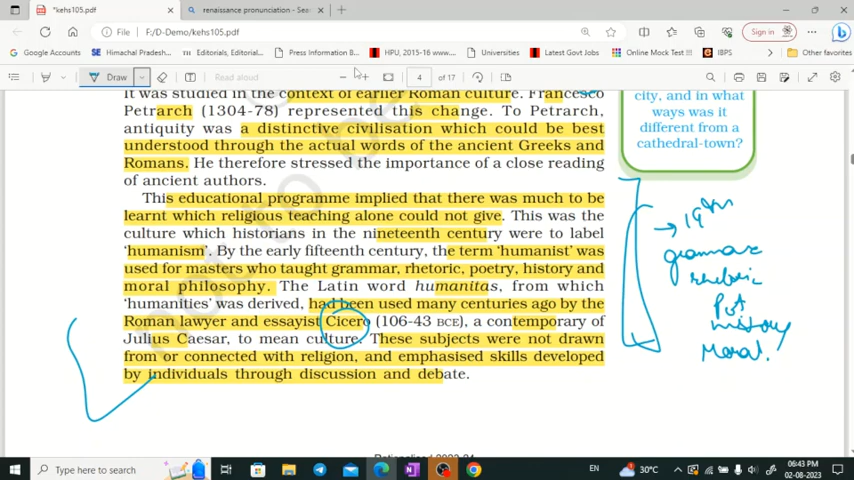 *kehs105.pdf
renaissance pronunciation - Sea
F:/D-Demo/kehs105.pdf
Sign in
Google Accounts
SE Himachal Pradesh...
Tε Editorials, Editorial...
Press Information B...
HPU, 2015-16 www....
Universities
Latest Govt Jobs
Online Mock Test I...
IBPS
Other favorites
Draw
Read aloud
4 of 17
It was studied in the context of earlier Roman culture. Francesco
Petrarch (1304-78) represented this change. To Petrarch,
antiquity was a distinctive civilisation which could be best
understood through the actual words of the ancient Greeks and
Romans. He therefore stressed the importance of a close reading
of ancient authors.
This educational programme implied that there was much to be
learnt which religious teaching alone could not give. This was the
culture which historians in the nineteenth century were to label
'humanism'. By the early fifteenth century, the term 'humanist' was
used for masters who taught grammar, rhetoric, poetry, history and
moral philosophy. The Latin word humanitas, from which
'humanities' was derived, had been used many centuries ago by the
Roman lawyer and essayist Cicero (106-43 BCE), a contemporary of
Julius Caesar, to mean culture. These subjects were not drawn
from or connected with religion, and emphasised skills developed
by individuals through discussion and debate.
city, and in what
ways was it
different from a
cathedral-town?
→ 19th
grammar
rhetoric
history
Moral.
not to be
Rationalised 2023-24
Type here to search
EN
30°C
06:43 PM
02-08-2023